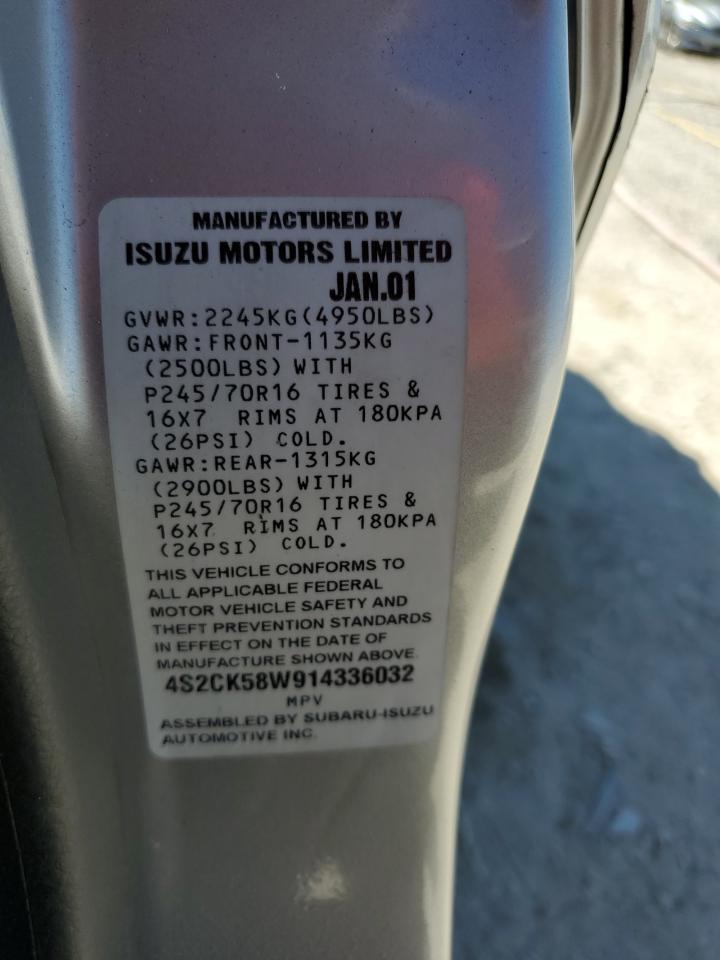 MANUFACTURED BY
ISUZU MOTORS LIMITED
JAN.01
GVWR:2245KG(4950LBS)
GAWR:FRONT-1135KG
(2500LBS) WITH
P245/70R16 TIRES &
16X7 RIMS AT 180KPA
(26PSI) COLD.
GAWR:REAR-1315KG
(2900LBS) WITH
P245/70R16 TIRES &
16X7 RIMS AT 180KPA
(26PSI) COLD.
THIS VEHICLE CONFORMS TO
ALL APPLICABLE FEDERAL
MOTOR VEHICLE SAFETY AND
THEFT PREVENTION STANDARDS
IN EFFECT ON THE DATE OF
MANUFACTURE SHOWN ABOVE.
4S2CK58W914336032
MPV
ASSEMBLED BY SUBARU-ISUZU
AUTOMOTIVE INC.